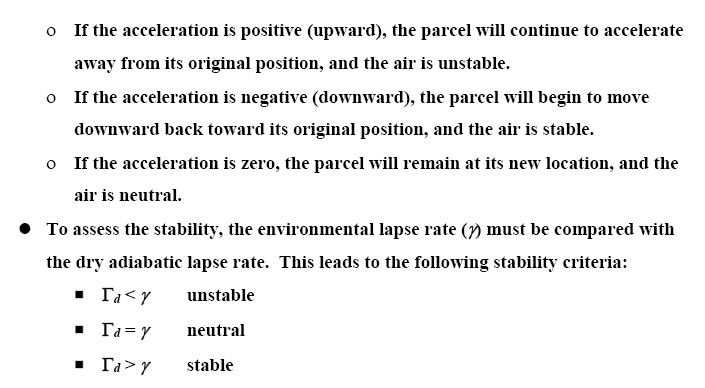 o If the acceleration is positive (upward), the parcel will continue to accelerate
away from its original position, and the air is unstable.
o If the acceleration is negative (downward), the parcel will begin to move
downward back toward its original position, and the air is stable.
o If the acceleration is zero, the parcel will remain at its new location, and the
air is neutral.
● To assess the stability, the environmental lapse rate (γ) must be compared with
the dry adiabatic lapse rate. This leads to the following stability criteria:
▪ Γd < γ unstable
▪ Γd = γ neutral
▪ Γd > γ stable